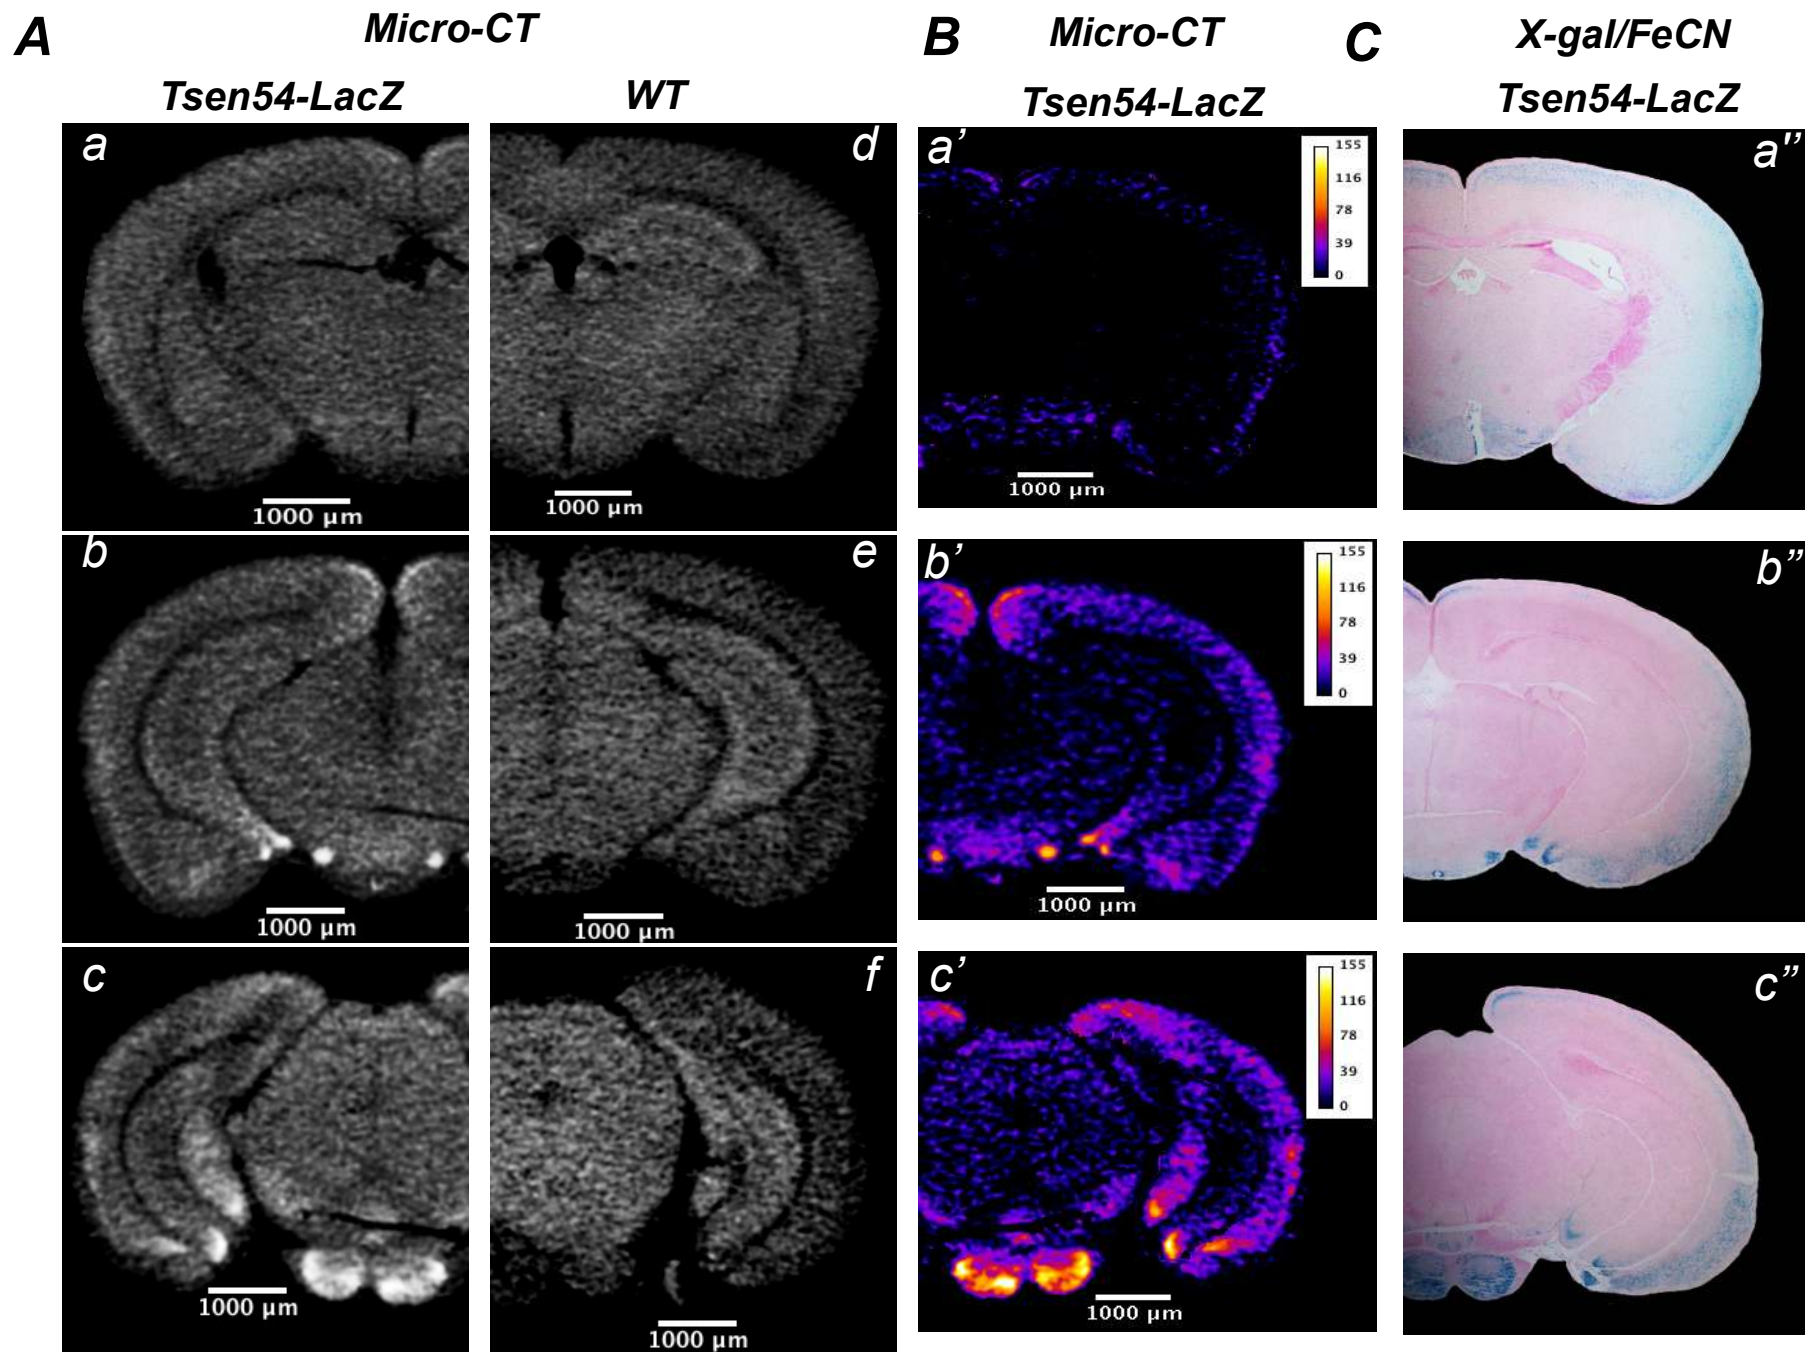 A Micro-CT B Micro-CT C X-gal/FeCN
Tsen54-LacZ WT Tsen54-LacZ Tsen54-LacZ
a d a’ a”
155
116
78
39
0
1000 µm 1000 µm 1000 µm
b e b’ b”
155
116
78
39
0
1000 µm 1000 µm 1000 µm
c f c’ c”
155
116
78
39
0
1000 µm 1000 µm 1000 µm